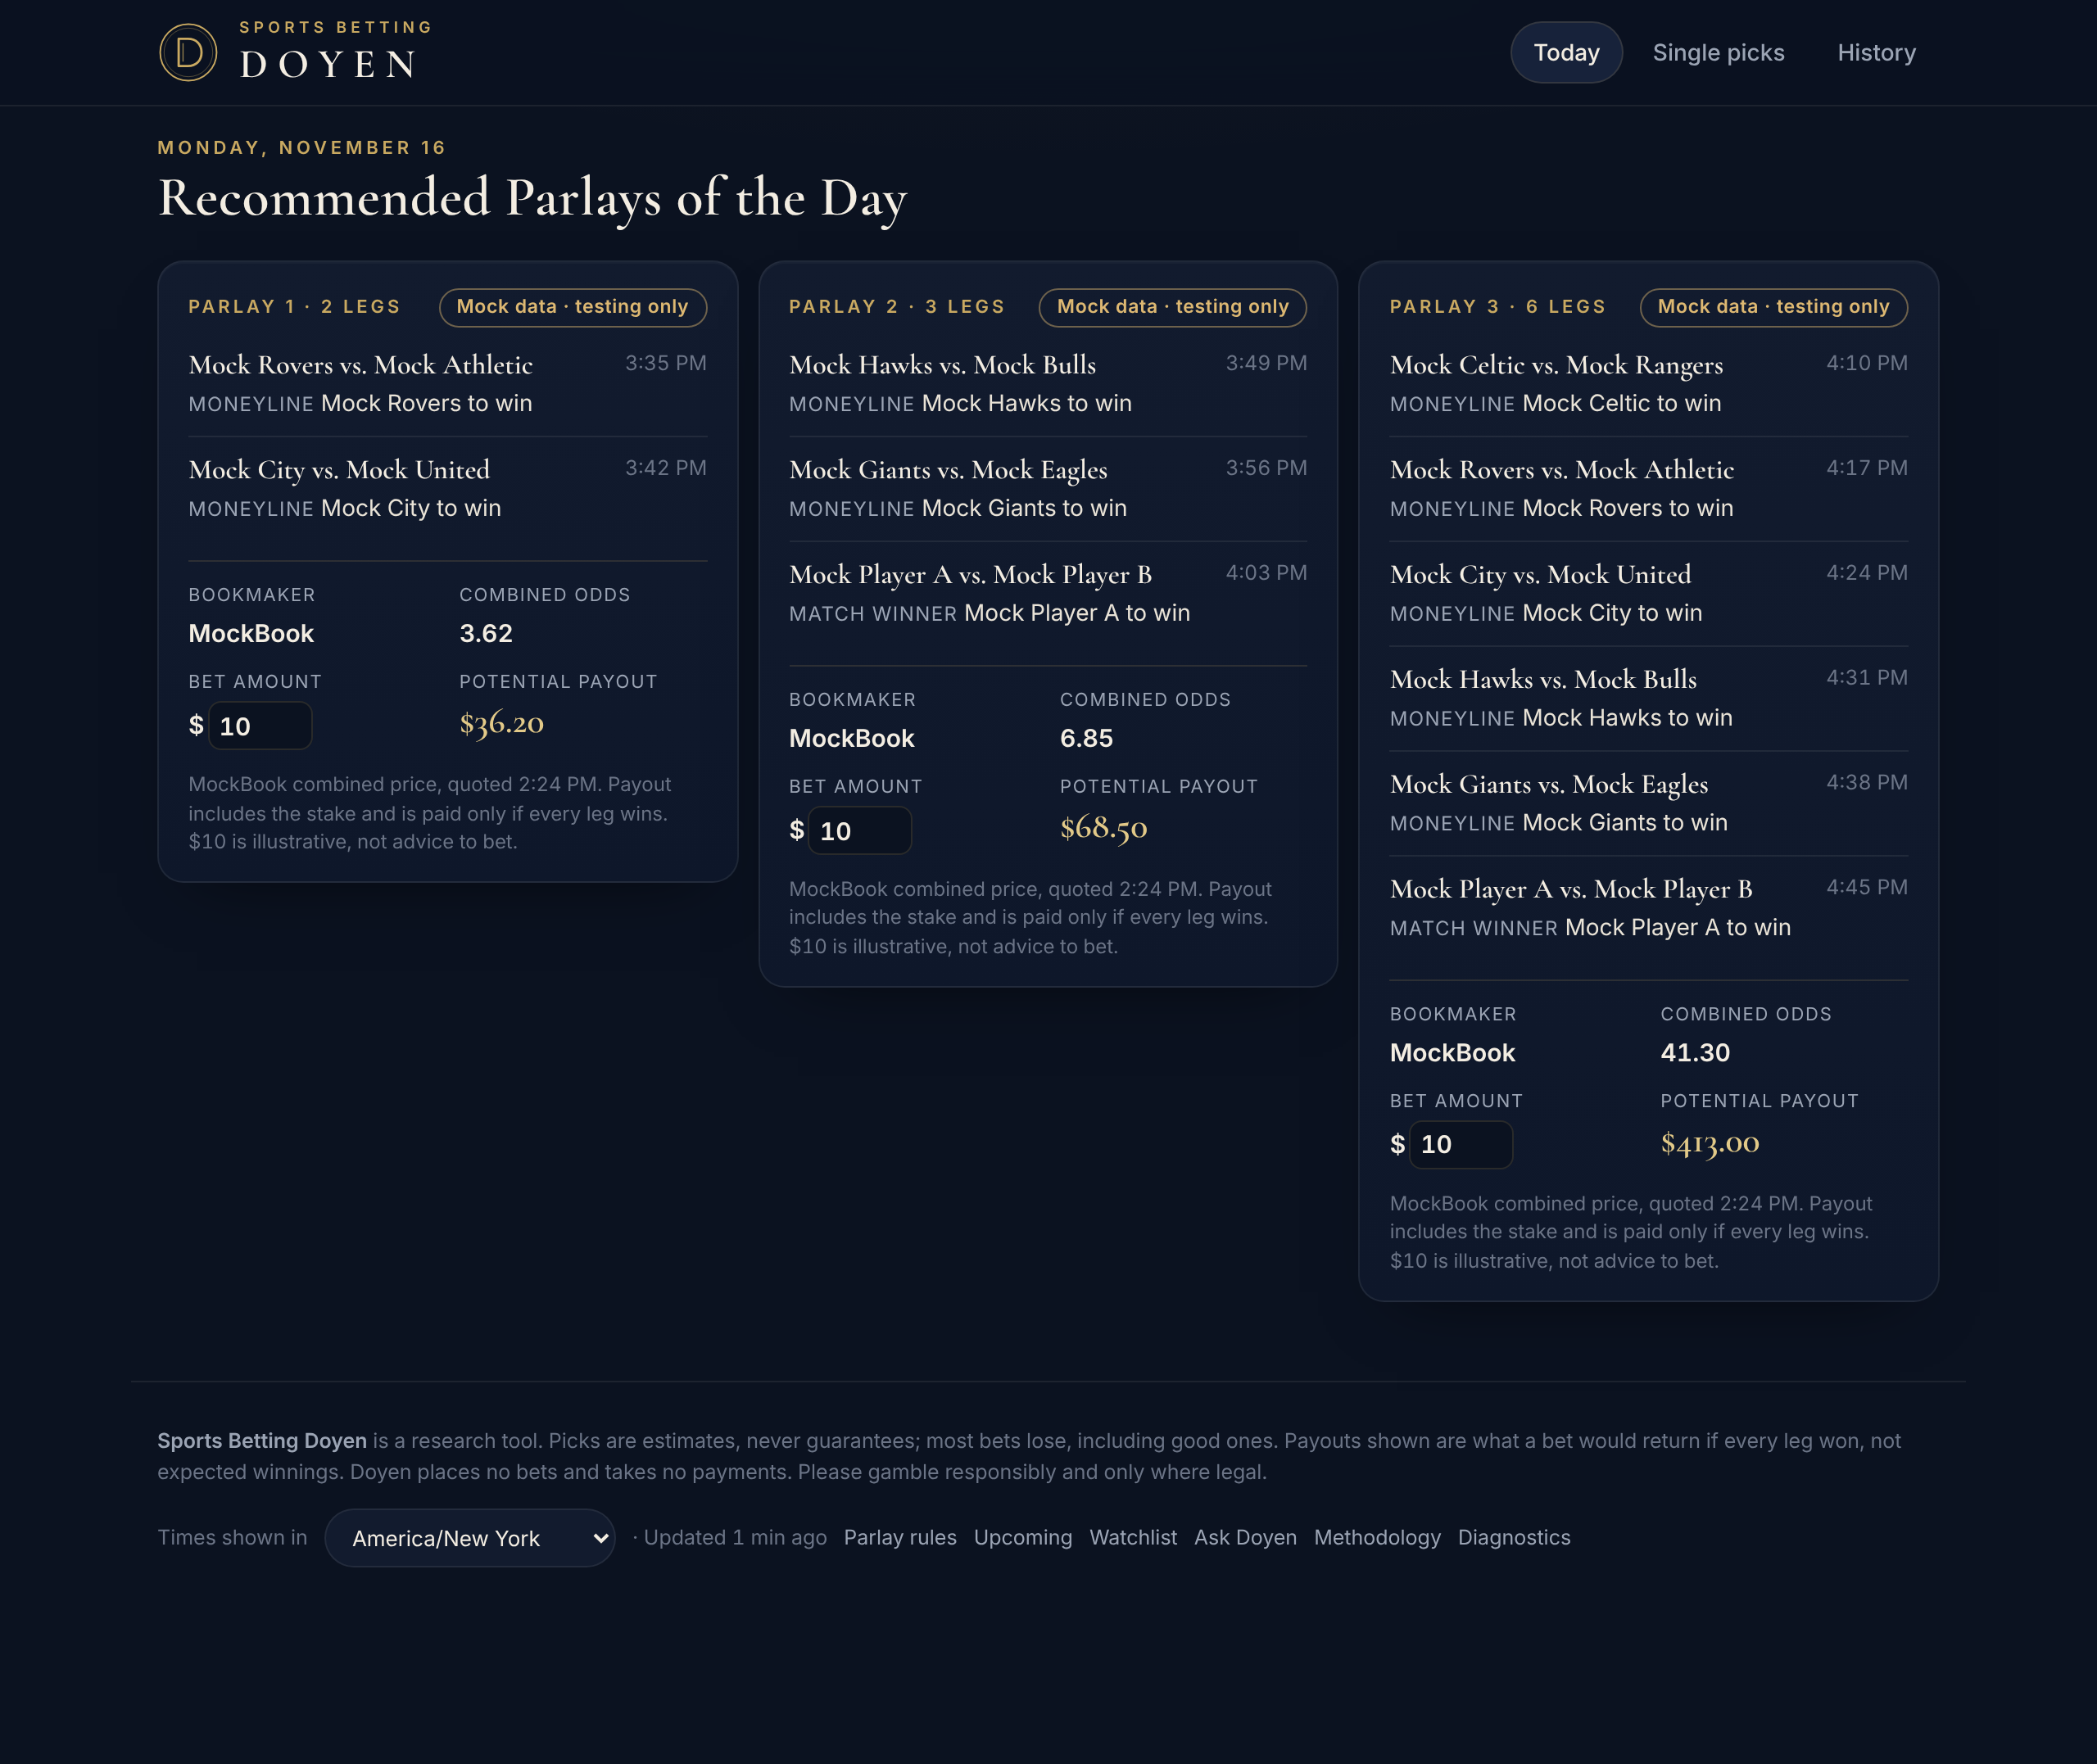 SPORTS BETTING
DOYEN
Today
Single picks
History
MONDAY, NOVEMBER 16
Recommended Parlays of the Day
PARLAY 1 · 2 LEGS
Mock data · testing only
Mock Rovers vs. Mock Athletic
3:35 PM
MONEYLINE Mock Rovers to win
Mock City vs. Mock United
3:42 PM
MONEYLINE Mock City to win
BOOKMAKER
COMBINED ODDS
MockBook
3.62
BET AMOUNT
POTENTIAL PAYOUT
$ 10
$36.20
MockBook combined price, quoted 2:24 PM. Payout
includes the stake and is paid only if every leg wins.
$10 is illustrative, not advice to bet.
PARLAY 2 · 3 LEGS
Mock data · testing only
Mock Hawks vs. Mock Bulls
3:49 PM
MONEYLINE Mock Hawks to win
Mock Giants vs. Mock Eagles
3:56 PM
MONEYLINE Mock Giants to win
Mock Player A vs. Mock Player B
4:03 PM
MATCH WINNER Mock Player A to win
BOOKMAKER
COMBINED ODDS
MockBook
6.85
BET AMOUNT
POTENTIAL PAYOUT
$ 10
$68.50
MockBook combined price, quoted 2:24 PM. Payout
includes the stake and is paid only if every leg wins.
$10 is illustrative, not advice to bet.
PARLAY 3 · 6 LEGS
Mock data · testing only
Mock Celtic vs. Mock Rangers
4:10 PM
MONEYLINE Mock Celtic to win
Mock Rovers vs. Mock Athletic
4:17 PM
MONEYLINE Mock Rovers to win
Mock City vs. Mock United
4:24 PM
MONEYLINE Mock City to win
Mock Hawks vs. Mock Bulls
4:31 PM
MONEYLINE Mock Hawks to win
Mock Giants vs. Mock Eagles
4:38 PM
MONEYLINE Mock Giants to win
Mock Player A vs. Mock Player B
4:45 PM
MATCH WINNER Mock Player A to win
BOOKMAKER
COMBINED ODDS
MockBook
41.30
BET AMOUNT
POTENTIAL PAYOUT
$ 10
$413.00
MockBook combined price, quoted 2:24 PM. Payout
includes the stake and is paid only if every leg wins.
$10 is illustrative, not advice to bet.
Sports Betting Doyen is a research tool. Picks are estimates, never guarantees; most bets lose, including good ones. Payouts shown are what a bet would return if every leg won, not
expected winnings. Doyen places no bets and takes no payments. Please gamble responsibly and only where legal.
Times shown in America/New York · Updated 1 min ago Parlay rules Upcoming Watchlist Ask Doyen Methodology Diagnostics